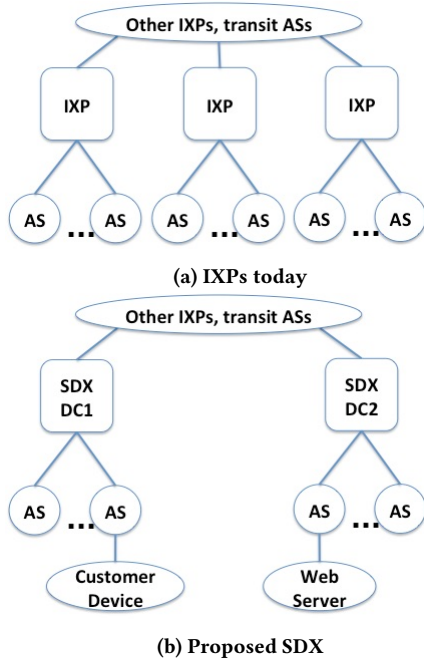 Other IXPs, transit ASs
IXP IXP IXP
AS ... AS AS ... AS AS ... AS
(a) IXPs today
Other IXPs, transit ASs
SDX DC1 SDX DC2
AS ... AS AS ... AS
Customer Device Web Server
(b) Proposed SDX